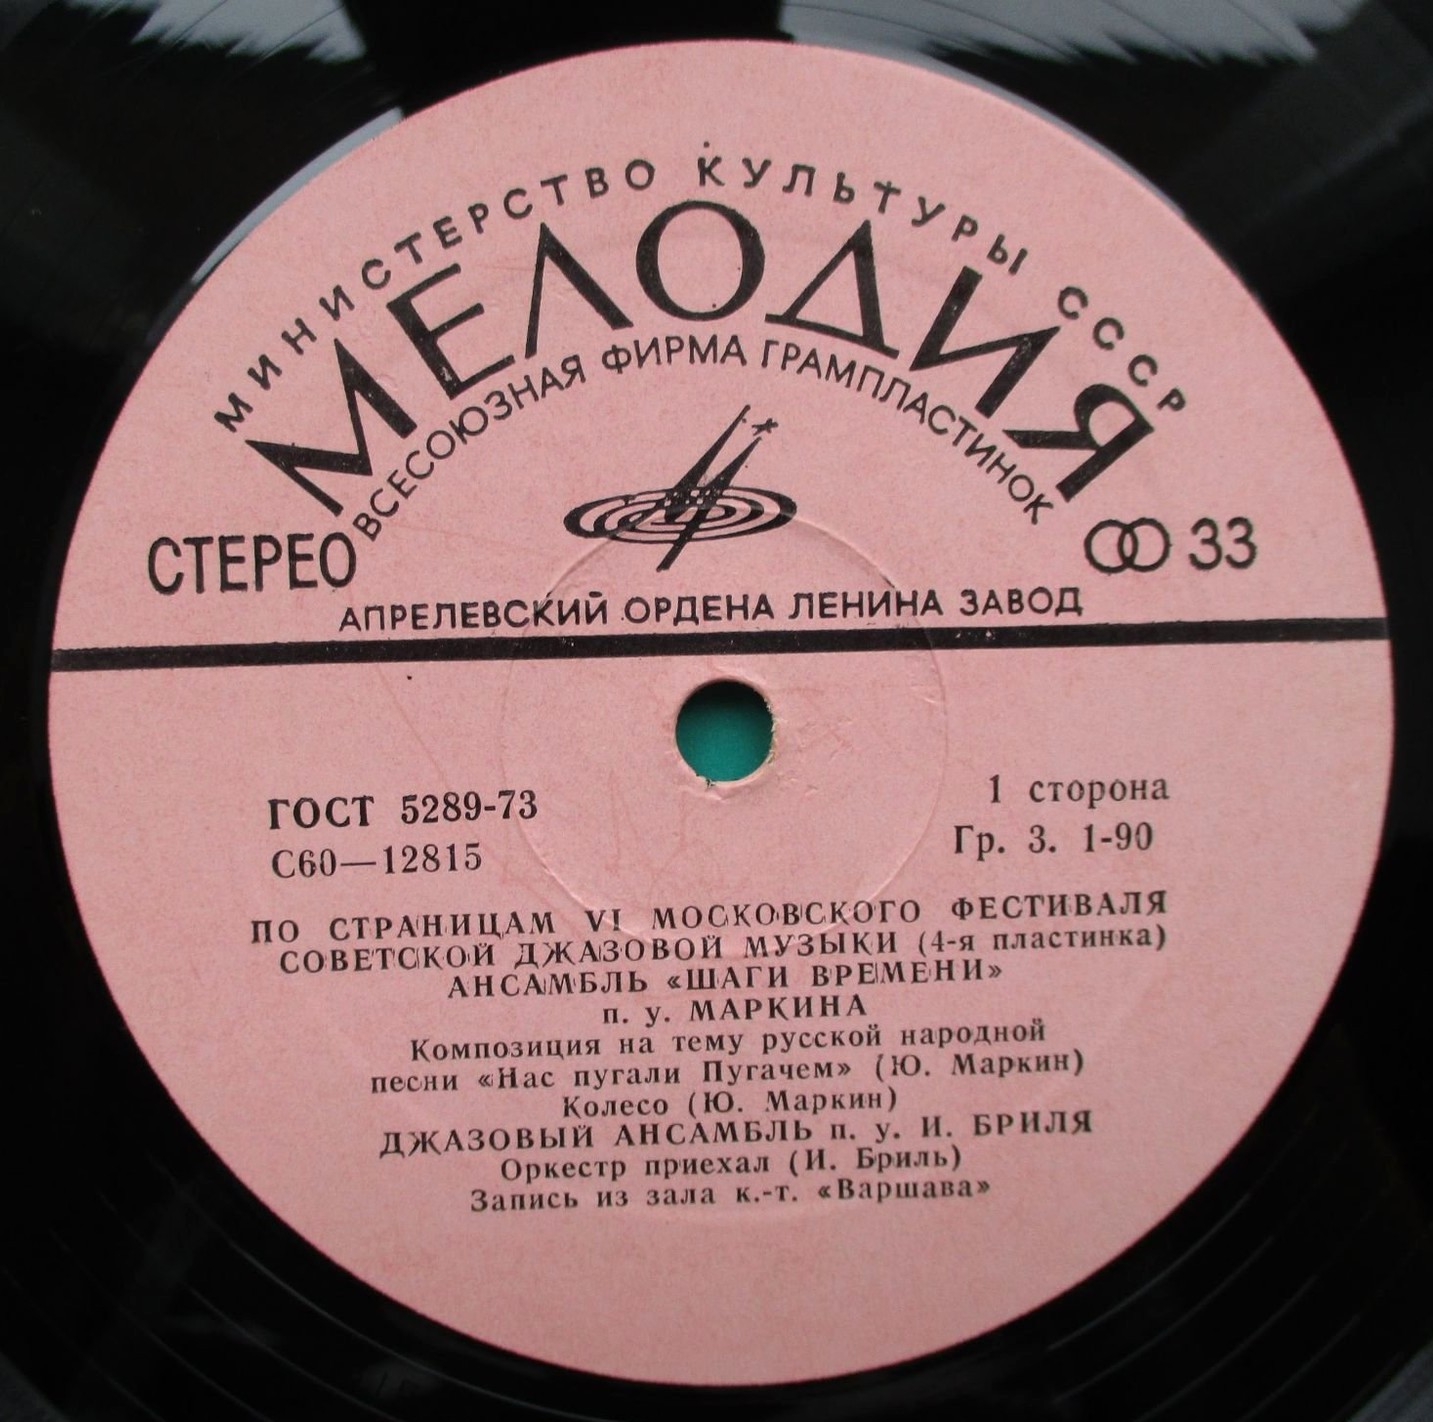 МИНИСТЕРСТВО КУЛЬТУРЫ СССР
МЕЛОДИЯ
ВСЕСОЮЗНАЯ ФИРМА ГРАМПЛАСТИНОК
СТЕРЕО
33
АПРЕЛЕВСКИЙ ОРДЕНА ЛЕНИНА ЗАВОД
ГОСТ 5289-73
1 сторона
С60—12815
Гр. 3. 1-90
ПО СТРАНИЦАМ VI МОСКОВСКОГО ФЕСТИВАЛЯ
СОВЕТСКОЙ ДЖАЗОВОЙ МУЗЫКИ (4-я пластинка)
АНСАМБЛЬ «ШАГИ ВРЕМЕНИ»
п. у. МАРКИНА
Композиция на тему русской народной
песни «Нас пугали Пугачем» (Ю. Маркин)
Колесо (Ю. Маркин)
ДЖАЗОВЫЙ АНСАМБЛЬ п. у. И. БРИЛЯ
Оркестр приехал (И. Бриль)
Запись из зала к.-т. «Варшава»